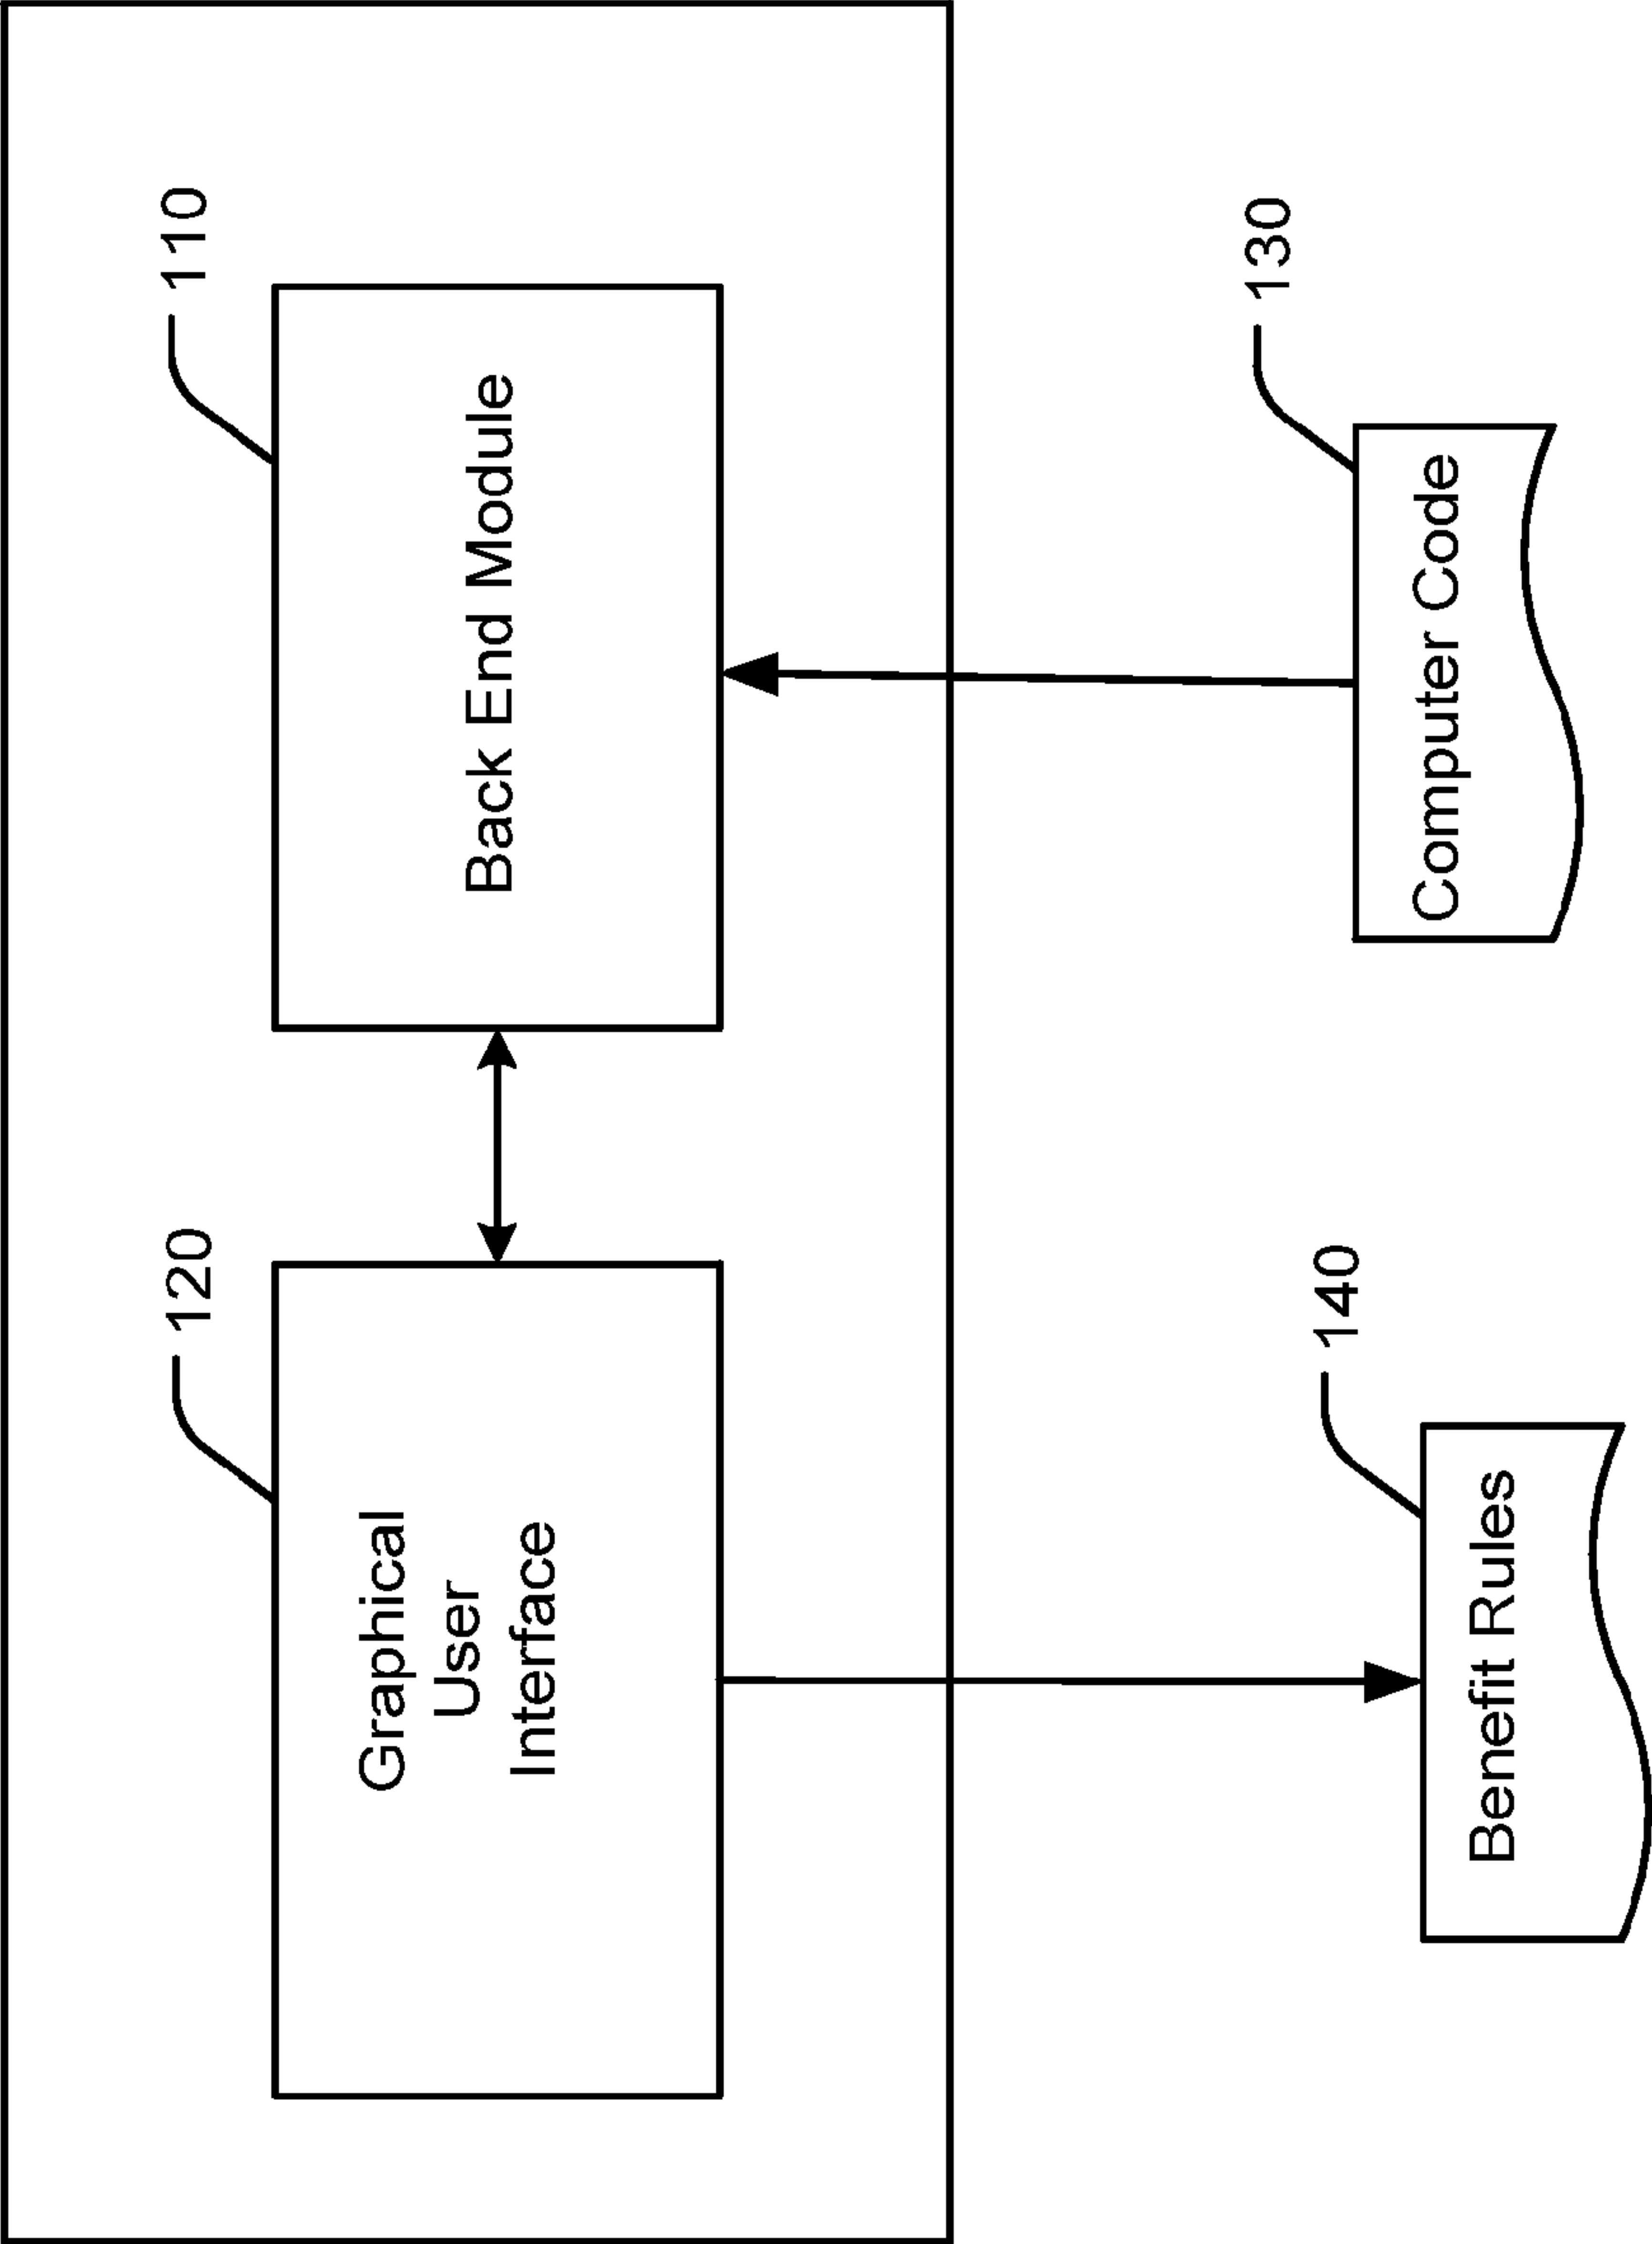 120
110
Graphical
User
Interface
Back End Module
140
130
Benefit Rules
Computer Code